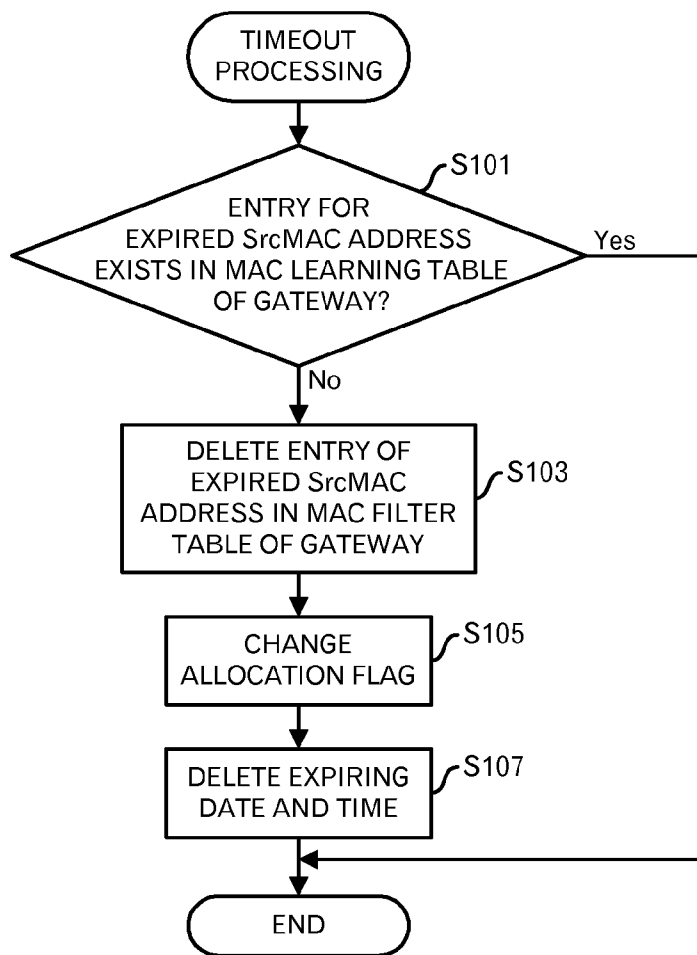 TIMEOUT
PROCESSING
S101
ENTRY FOR
EXPIRED SrcMAC ADDRESS
EXISTS IN MAC LEARNING TABLE
OF GATEWAY?
Yes
No
DELETE ENTRY OF
EXPIRED SrcMAC
ADDRESS IN MAC FILTER
TABLE OF GATEWAY
S103
CHANGE
ALLOCATION FLAG
S105
DELETE EXPIRING
DATE AND TIME
S107
END